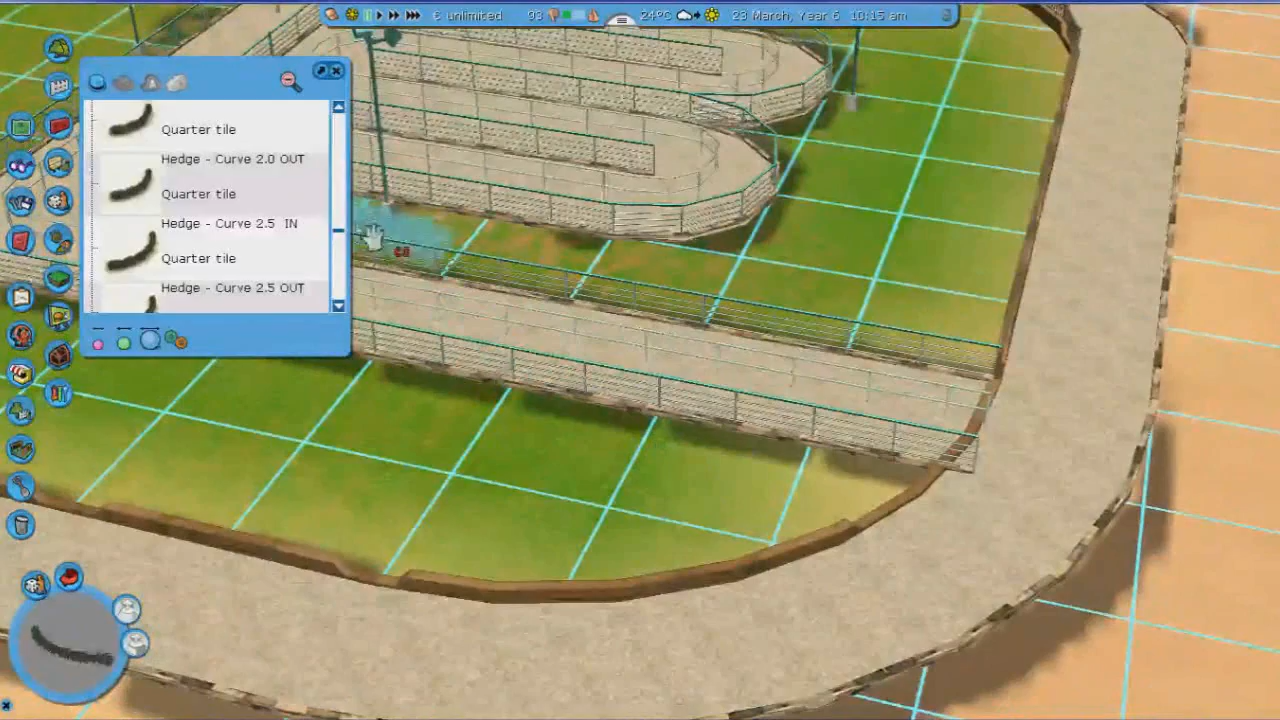 € unlimited 93 24°C 23 March, Year 6 10:15 am
Quarter tile
Hedge - Curve 2.0 OUT
Quarter tile
Hedge - Curve 2.5 IN
Quarter tile
Hedge - Curve 2.5 OUT